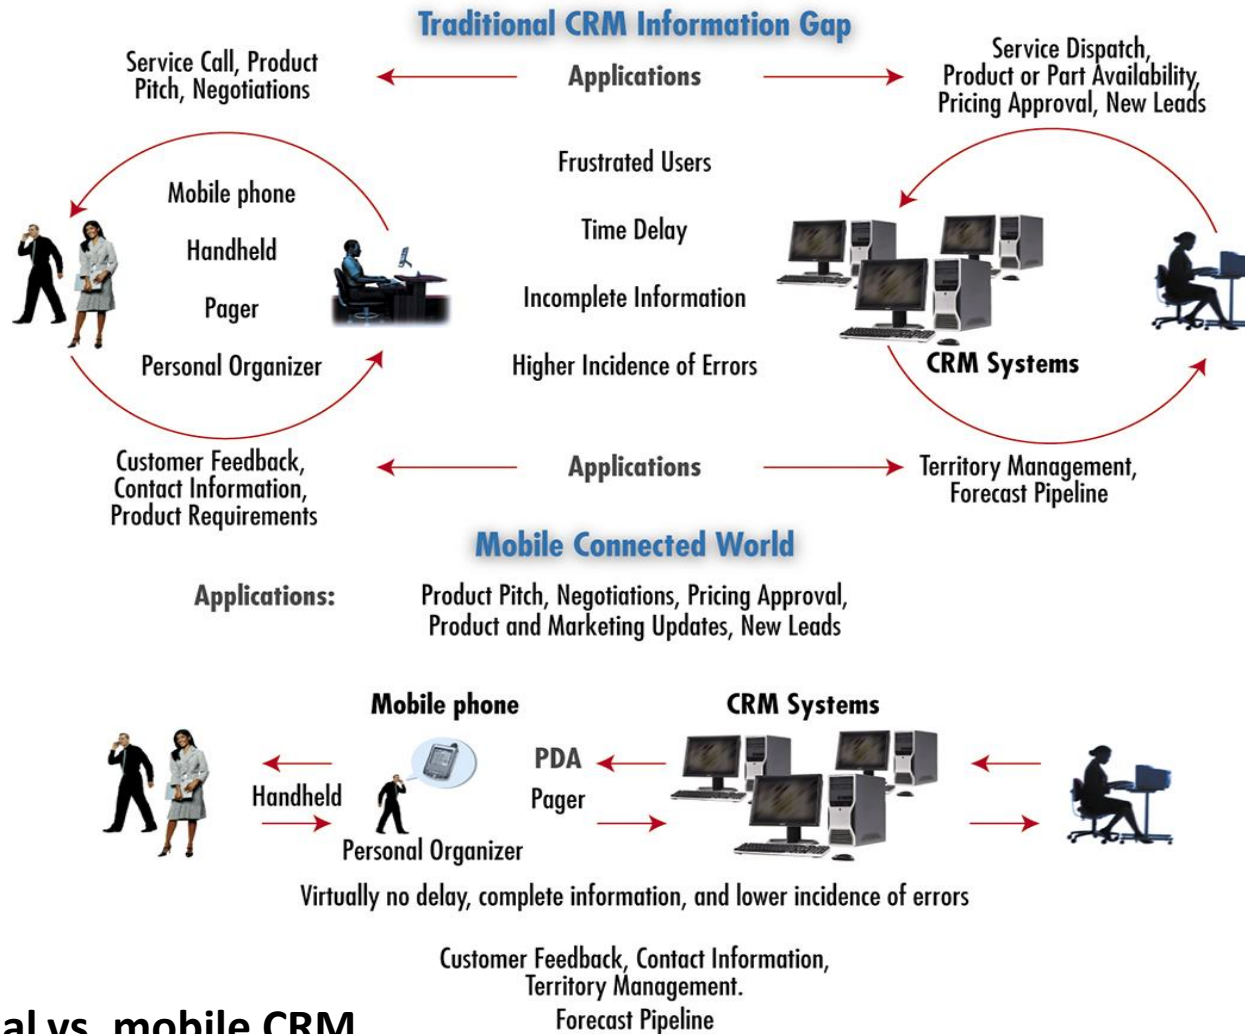 Traditional CRM Information Gap
Service Call, Product
Pitch, Negotiations
Applications
Service Dispatch,
Product or Part Availability,
Pricing Approval, New Leads
Mobile phone
Handheld
Pager
Personal Organizer
Frustrated Users
Time Delay
Incomplete Information
Higher Incidence of Errors
CRM Systems
Customer Feedback,
Contact Information,
Product Requirements
Applications
Territory Management,
Forecast Pipeline
Mobile Connected World
Applications:
Product Pitch, Negotiations, Pricing Approval,
Product and Marketing Updates, New Leads
Mobile phone
CRM Systems
Handheld
PDA
Pager
Personal Organizer
Virtually no delay, complete information, and lower incidence of errors
Customer Feedback, Contact Information,
Territory Management.
Forecast Pipeline
vs. mobile CRM